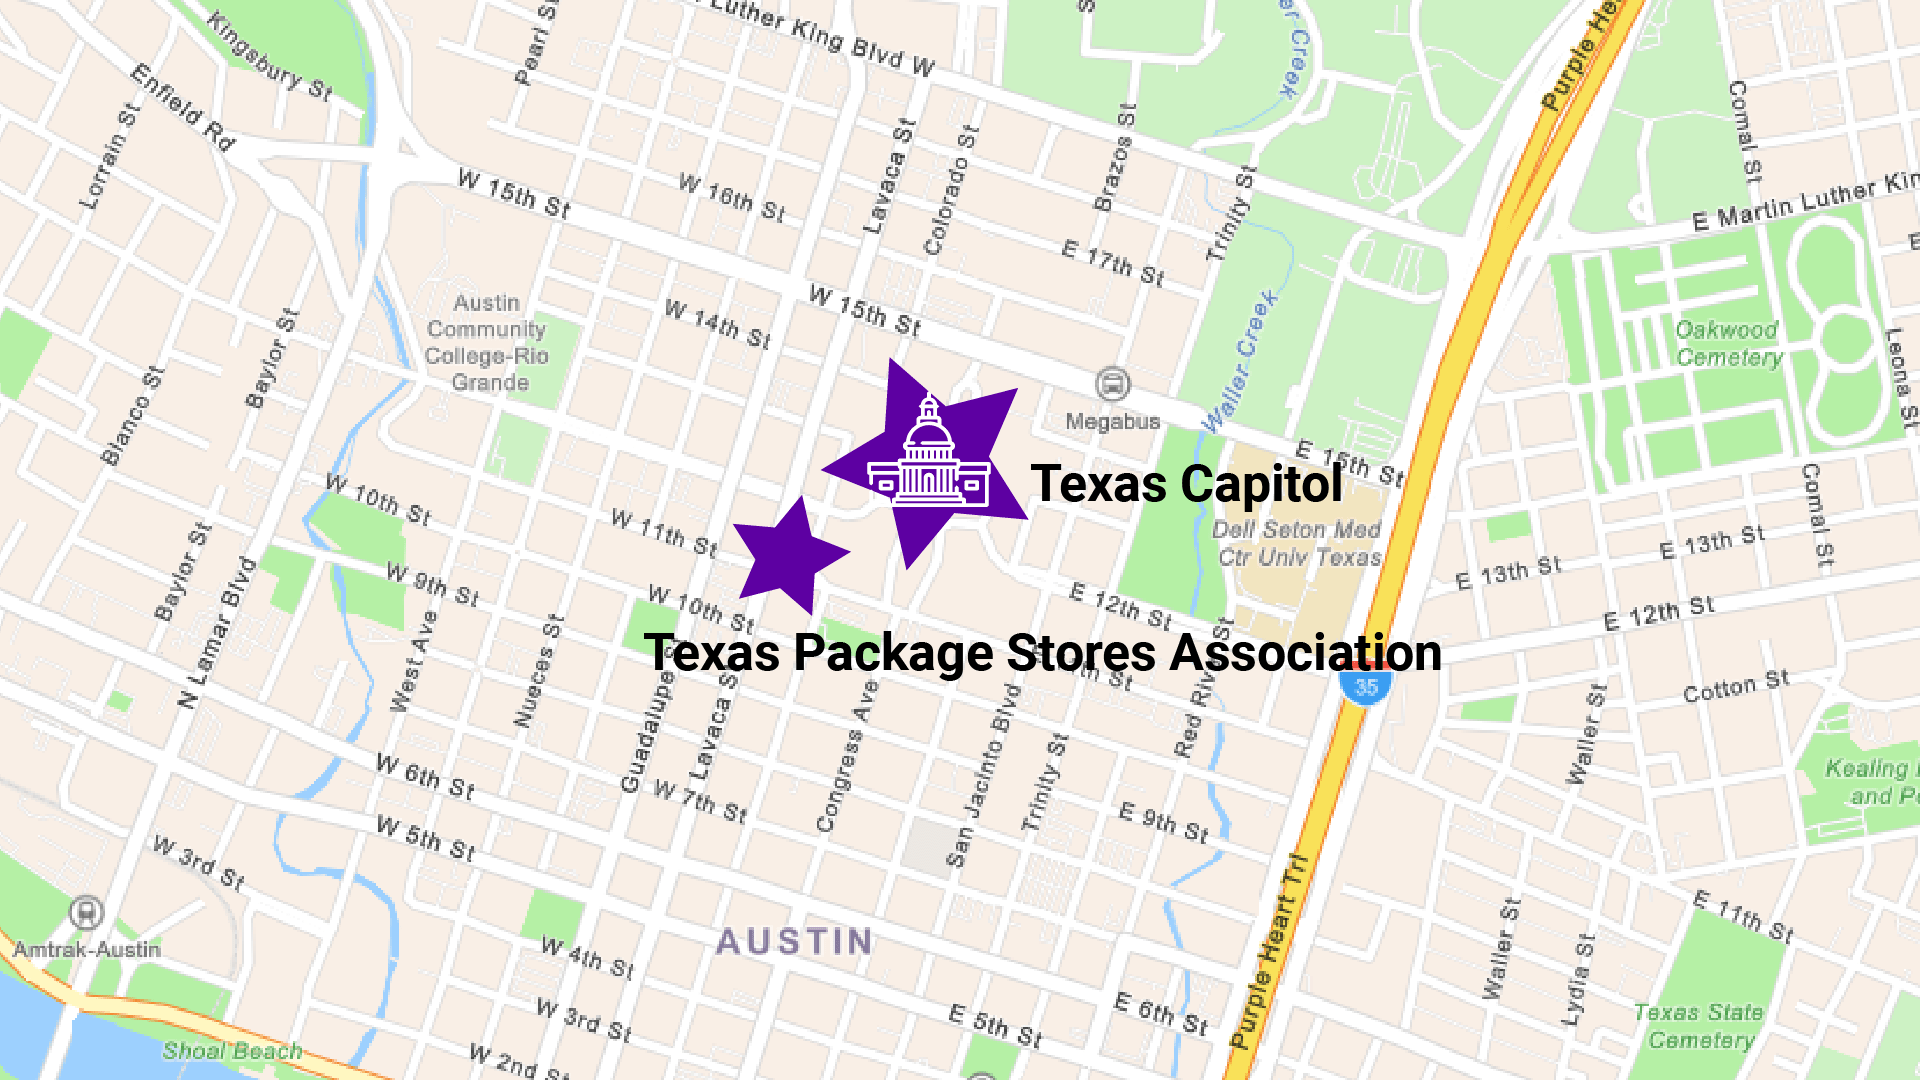 Kingsbury St
Pearl St
Luther King Blvd W
Enfield Rd
Lorrain St
W 15th St
W 16th St
Lavaca St
Colorado St
Brazos St
Trinity St
E 17th St
Purple
Comal St
E Martin Luther
Austin
Community
College-Rio
Grande
W 14th St
W 15th St
Waller Creek
Oakwood
Cemetery
Leona St
Baylor St
Blanco St
Megabus
E 15th St
Texas Capitol
W 10th St
W 11th St
Dell Seton Med
Ctr Univ Texas
Comal St
E 13th St
E 13th St
Baylor St
N Lamar Blvd
W 9th St
W 10th St
E 12th St
E 12th St
Texas Package Stores Association
35
West Ave
Nueces St
Guadalupe
Lavaca St
Congress Ave
San Jacinto Blvd
Trinity St
Red River St
Cotton St
Waller St
W 6th St
W 7th St
E 9th St
Kealing
and
W 5th St
W 3rd St
Amtrak-Austin
AUSTIN
W 4th St
W 3rd St
W 2nd St
E 5th St
E 6th St
Purple Heart Trl
Waller St
Lydia St
E 11th St
Texas State
Cemetery
Shoal Beach